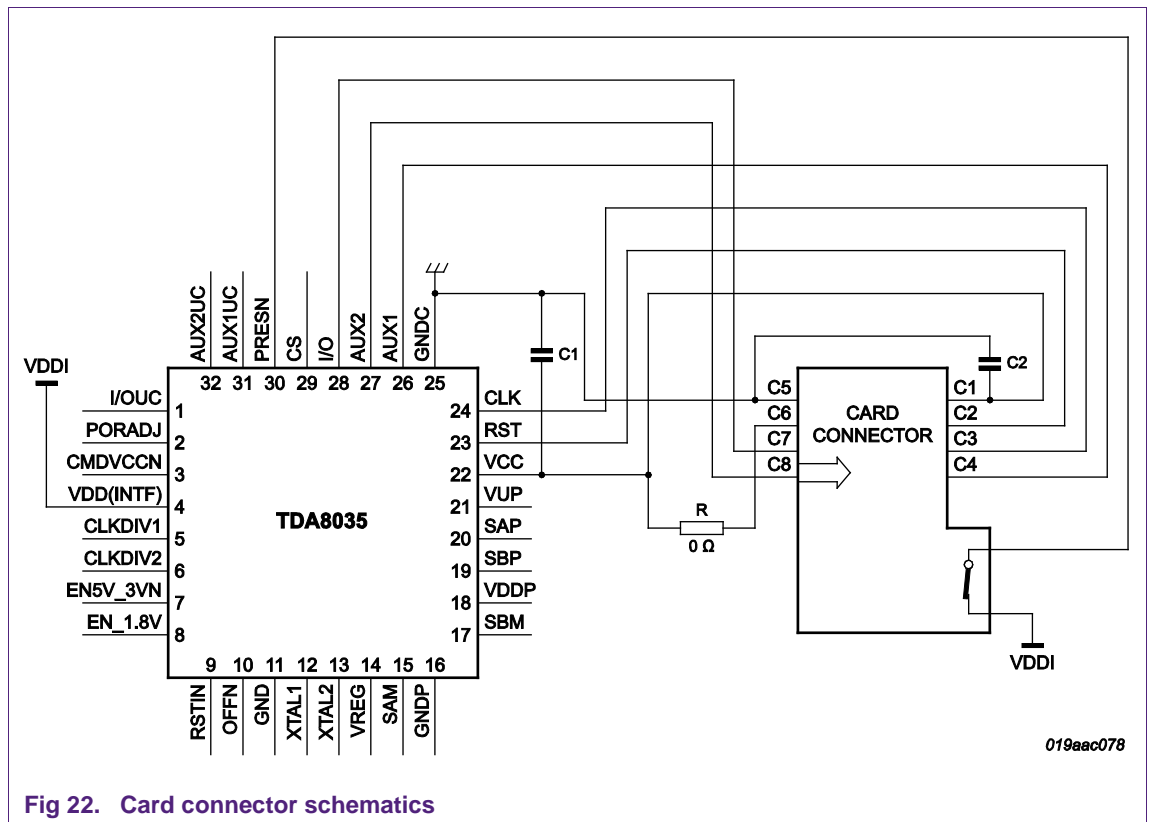 AUX2UC
AUX1UC
PRESN
CS
I/O
AUX2
AUX1
GNDC
32 31 30 29 28 27 26 25
VDDI
I/OUC 1
PORADJ 2
CMDVCCN 3
VDD(INTF) 4
CLKDIV1 5
CLKDIV2 6
EN5V_3VN 7
EN_1.8V 8
TDA8035
24 CLK
23 RST
22 VCC
21 VUP
20 SAP
19 SBP
18 VDDP
17 SBM
9 10 11 12 13 14 15 16
RSTIN
OFFN
GND
XTAL1
XTAL2
VREG
SAM
GNDP
C1
R
0 Ω
C2
C5
C6
C7
C8
CARD
CONNECTOR
C1
C2
C3
C4
VDDI
019aac078
Fig 22. Card connector schematics